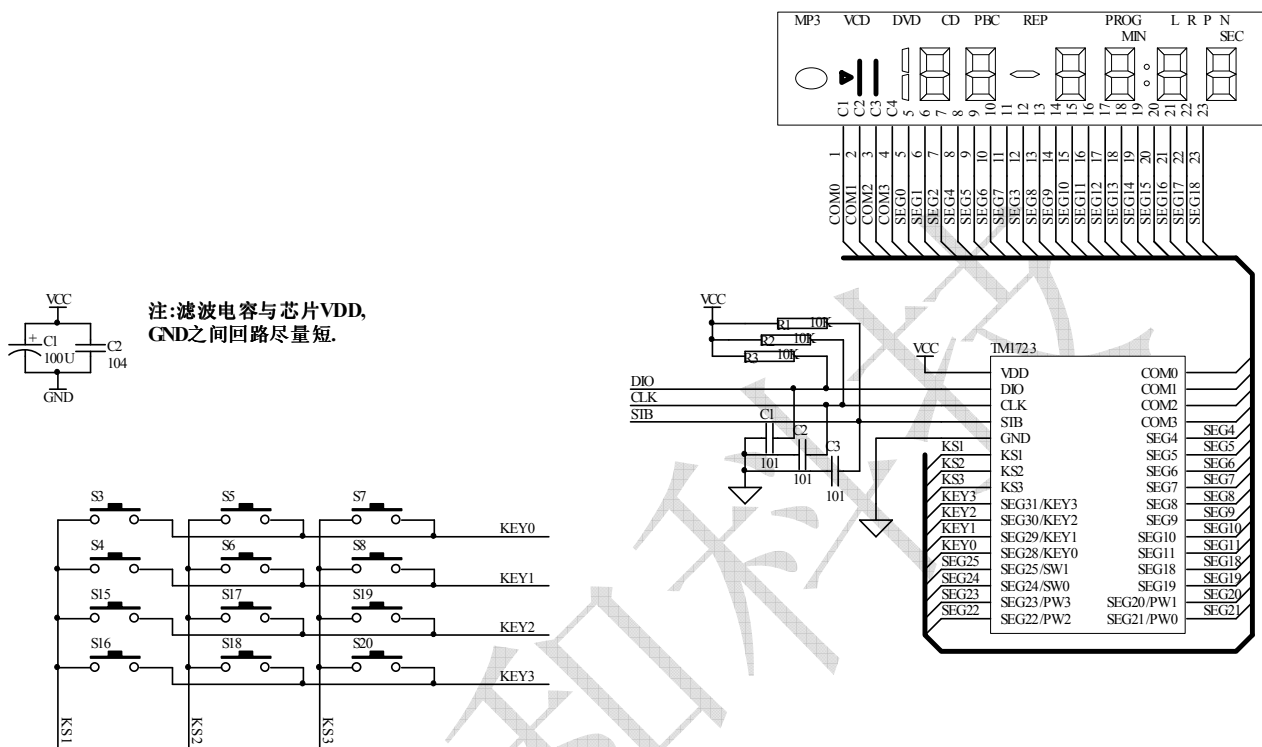 MP3 VCD DVD CD PBC REP PROG L R P N
MIN SEC
C1 C2 C3 C4 5 6 7 8 9 10 11 12 13 14 15 16 17 18 19 20 21 22 23
1 2 3 4 5 6 7 8 9 10 11 12 13 14 15 16 17 18 19 20 21 22 23
COM0 COM1 COM2 COM3 SEG0 SEG1 SEG2 SEG4 SEG5 SEG6 SEG7 SEG3 SEG8 SEG9 SEG10 SEG11 SEG12 SEG13 SEG14 SEG15 SEG16 SEG17 SEG18
VCC
+ C1
100U
C2
104
GND
注:滤波电容与芯片VDD,
GND之间回路尽量短.
VCC
R1 10K
R2 10K
R3 10K
DIO
CLK
STB
C1
101
C2
101
C3
101
VCC
TM1723
VDD COM0
DIO COM1
CLK COM2
STB COM3
GND SEG4 SEG4
KS1 KS1 SEG5 SEG5
KS2 KS2 SEG6 SEG6
KS3 KS3 SEG7 SEG7
KEY3 SEG31/KEY3 SEG8 SEG8
KEY2 SEG30/KEY2 SEG9 SEG9
KEY1 SEG29/KEY1 SEG10 SEG10
KEY0 SEG28/KEY0 SEG11 SEG11
SEG25 SEG25/SW1 SEG18 SEG18
SEG24 SEG24/SW0 SEG19 SEG19
SEG23 SEG23/PW3 SEG20/PW1 SEG20
SEG22 SEG22/PW2 SEG21/PW0 SEG21
S3 S5 S7
KEY0
S4 S6 S8
KEY1
S15 S17 S19
KEY2
S16 S18 S20
KEY3
KS1 KS2 KS3
和科技